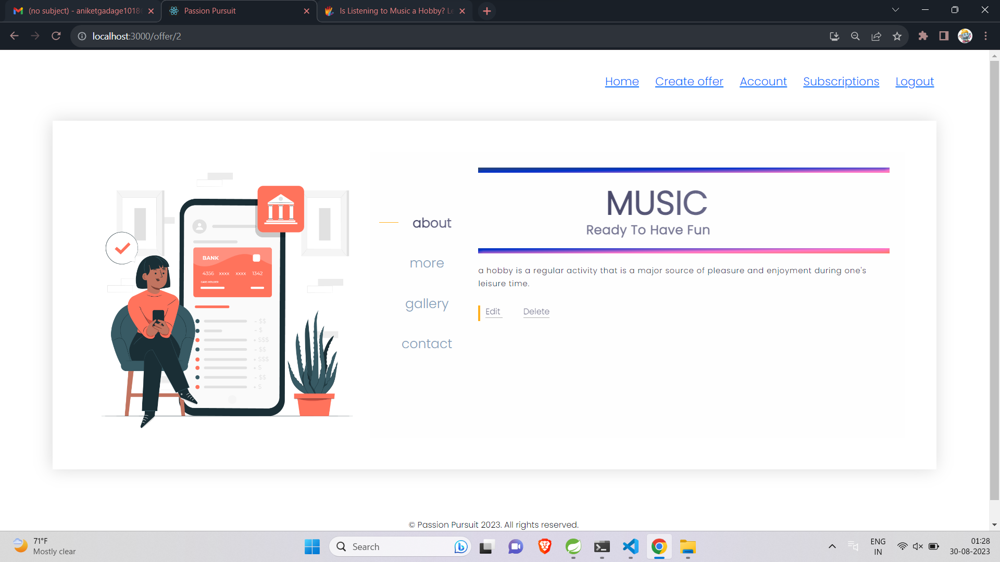 (no subject) - aniketgadage1018
Passion Pursuit
Is Listening to Music a Hobby? Le
localhost:3000/offer/2
Home Create offer Account Subscriptions Logout
MUSIC
Ready To Have Fun
about
more
gallery
contact
a hobby is a regular activity that is a major source of pleasure and enjoyment during one's
leisure time.
Edit Delete
BANK
4356 xxxx xxxx 1342
CARS HOLDER
- $$
- $
+ $$$
- $$
+ $$$
+ $
- $$
+ $
© Passion Pursuit 2023. All rights reserved.
71°F
Mostly clear
Search
ENG
IN
01:28
30-08-2023